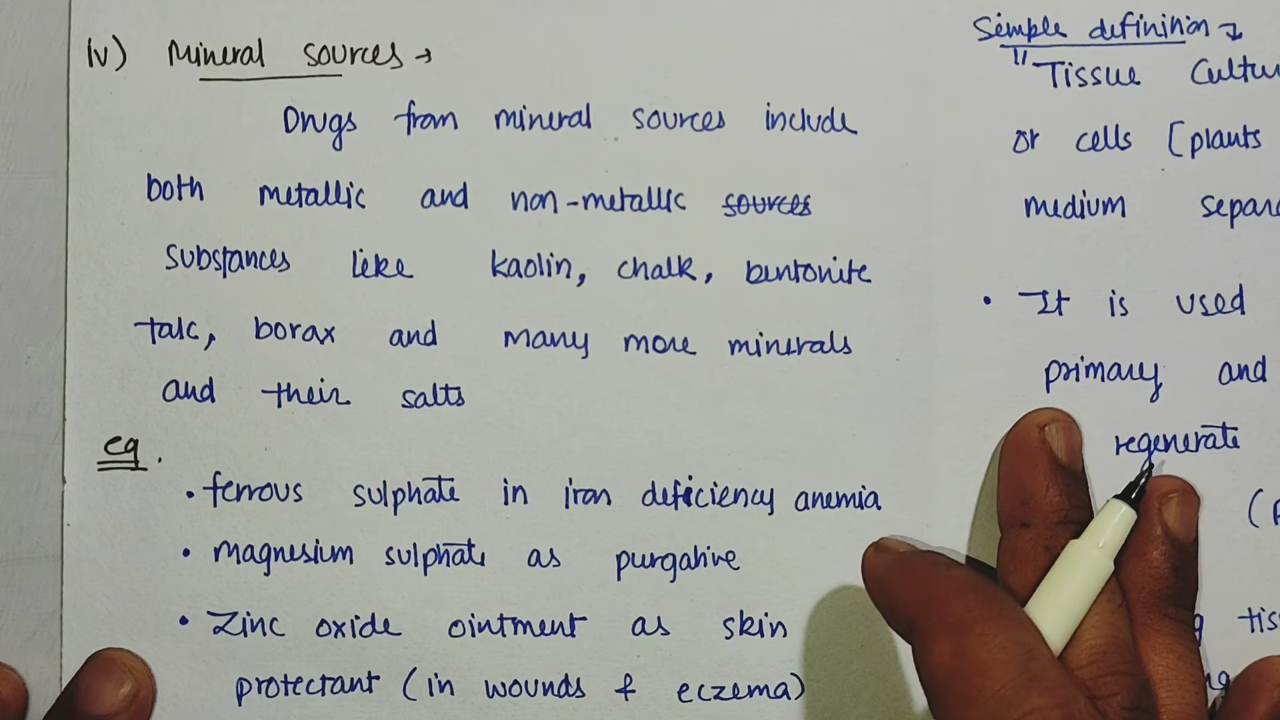 (v) Mineral sources →
Drugs from mineral sources include
both metallic and non-metallic sources
substances like kaolin, chalk, bentonite
talc, borax and many more minerals
and their salts
eg.
• ferrous sulphate in iron deficiency anemia
• magnesium sulphate as purgative
• Zinc oxide ointment as skin
protectant (in wounds & eczema)
Simple definition
"Tissue Cultu
or cells [plants
medium separa
• It is used
primary and
regenerate